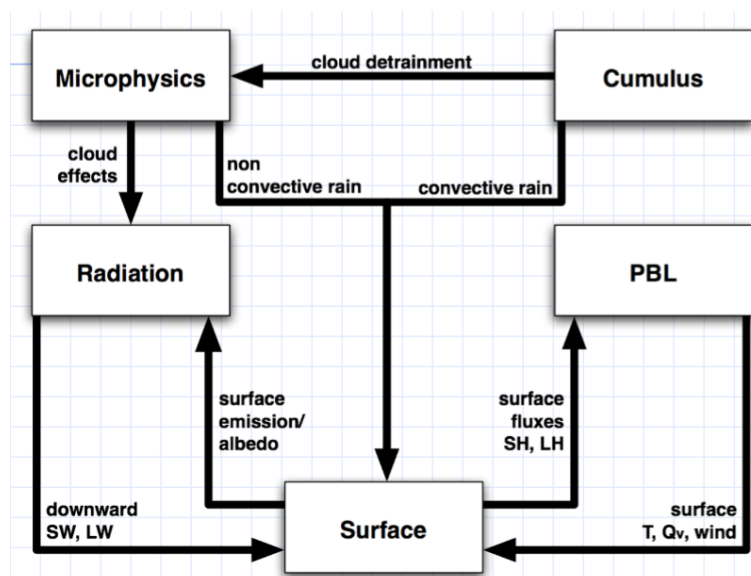 Microphysics
cloud detrainment
Cumulus
cloud
effects
non
convective rain
convective rain
Radiation
PBL
surface
emission/
albedo
surface
fluxes
SH, LH
downward
SW, LW
Surface
surface
T, Qv, wind